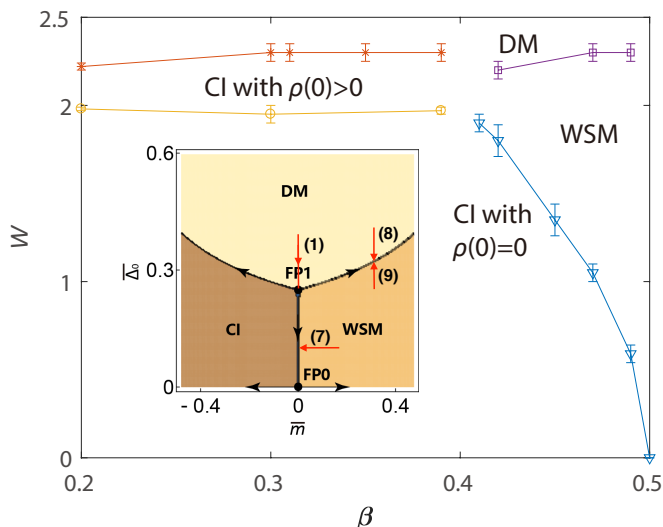 2.5
DM
CI with ρ(0)>0
2
WSM
0.6
DM
CI with
ρ(0)=0
W
(1)
(8)
Δ̅₀
0.3
FP1
(9)
1
CI
WSM
(7)
FP0
0
- 0.4
0
0.4
m̅
0
0.2
0.3
0.4
0.5
β